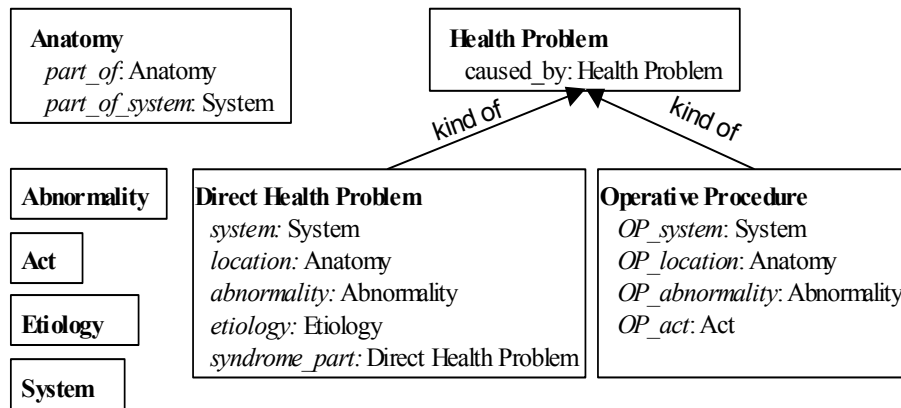 Anatomy
part_of: Anatomy
part_of_system: System
Health Problem
caused_by: Health Problem
kind of
kind of
Abnormality
Act
Etiology
System
Direct Health Problem
system: System
location: Anatomy
abnormality: Abnormality
etiology: Etiology
syndrome_part: Direct Health Problem
Operative Procedure
OP_system: System
OP_location: Anatomy
OP_abnormality: Abnormality
OP_act: Act